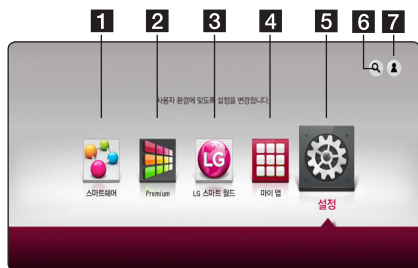 1 2 3 4 5 6 7
사용자 환경에 맞도록 설정을 변경합니다.
LG
스마트쉐어 Premium LG 스마트 월드 마이 앱
설정